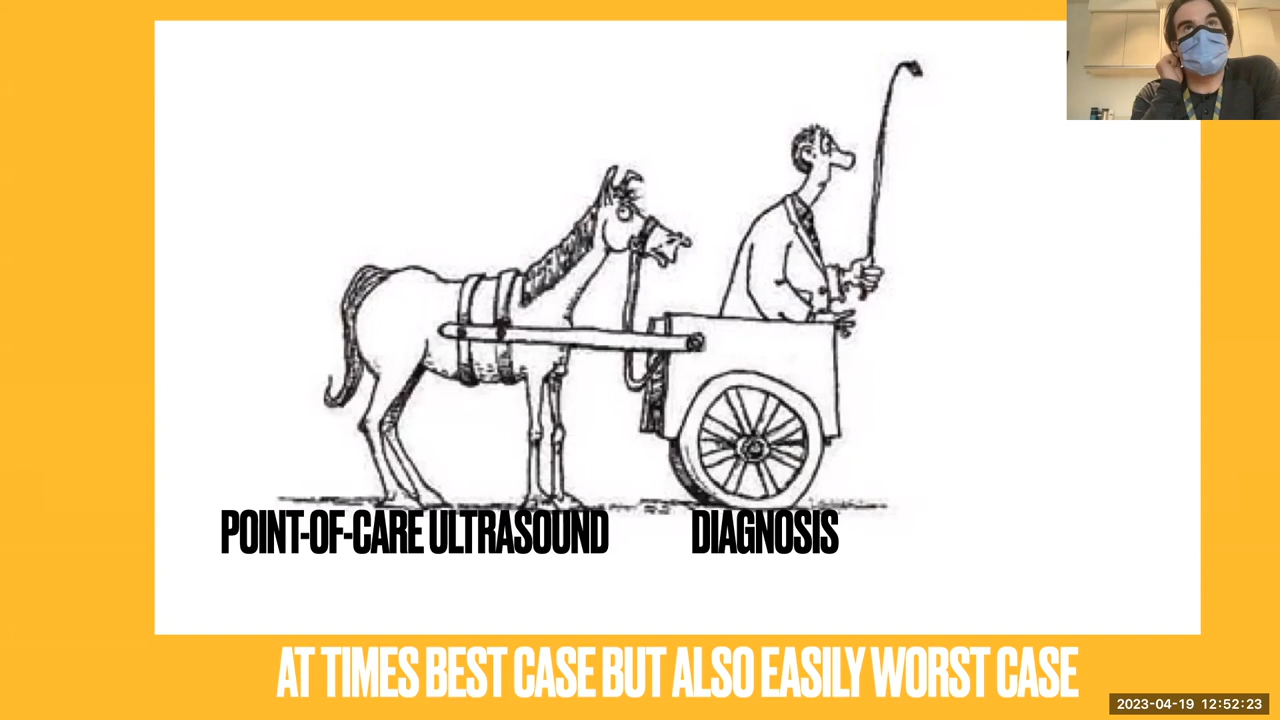 POINT-OF-CARE ULTRASOUND DIAGNOSIS
AT TIMES BEST CASE BUT ALSO EASILY WORST CASE
2023-04-19 12:52:23